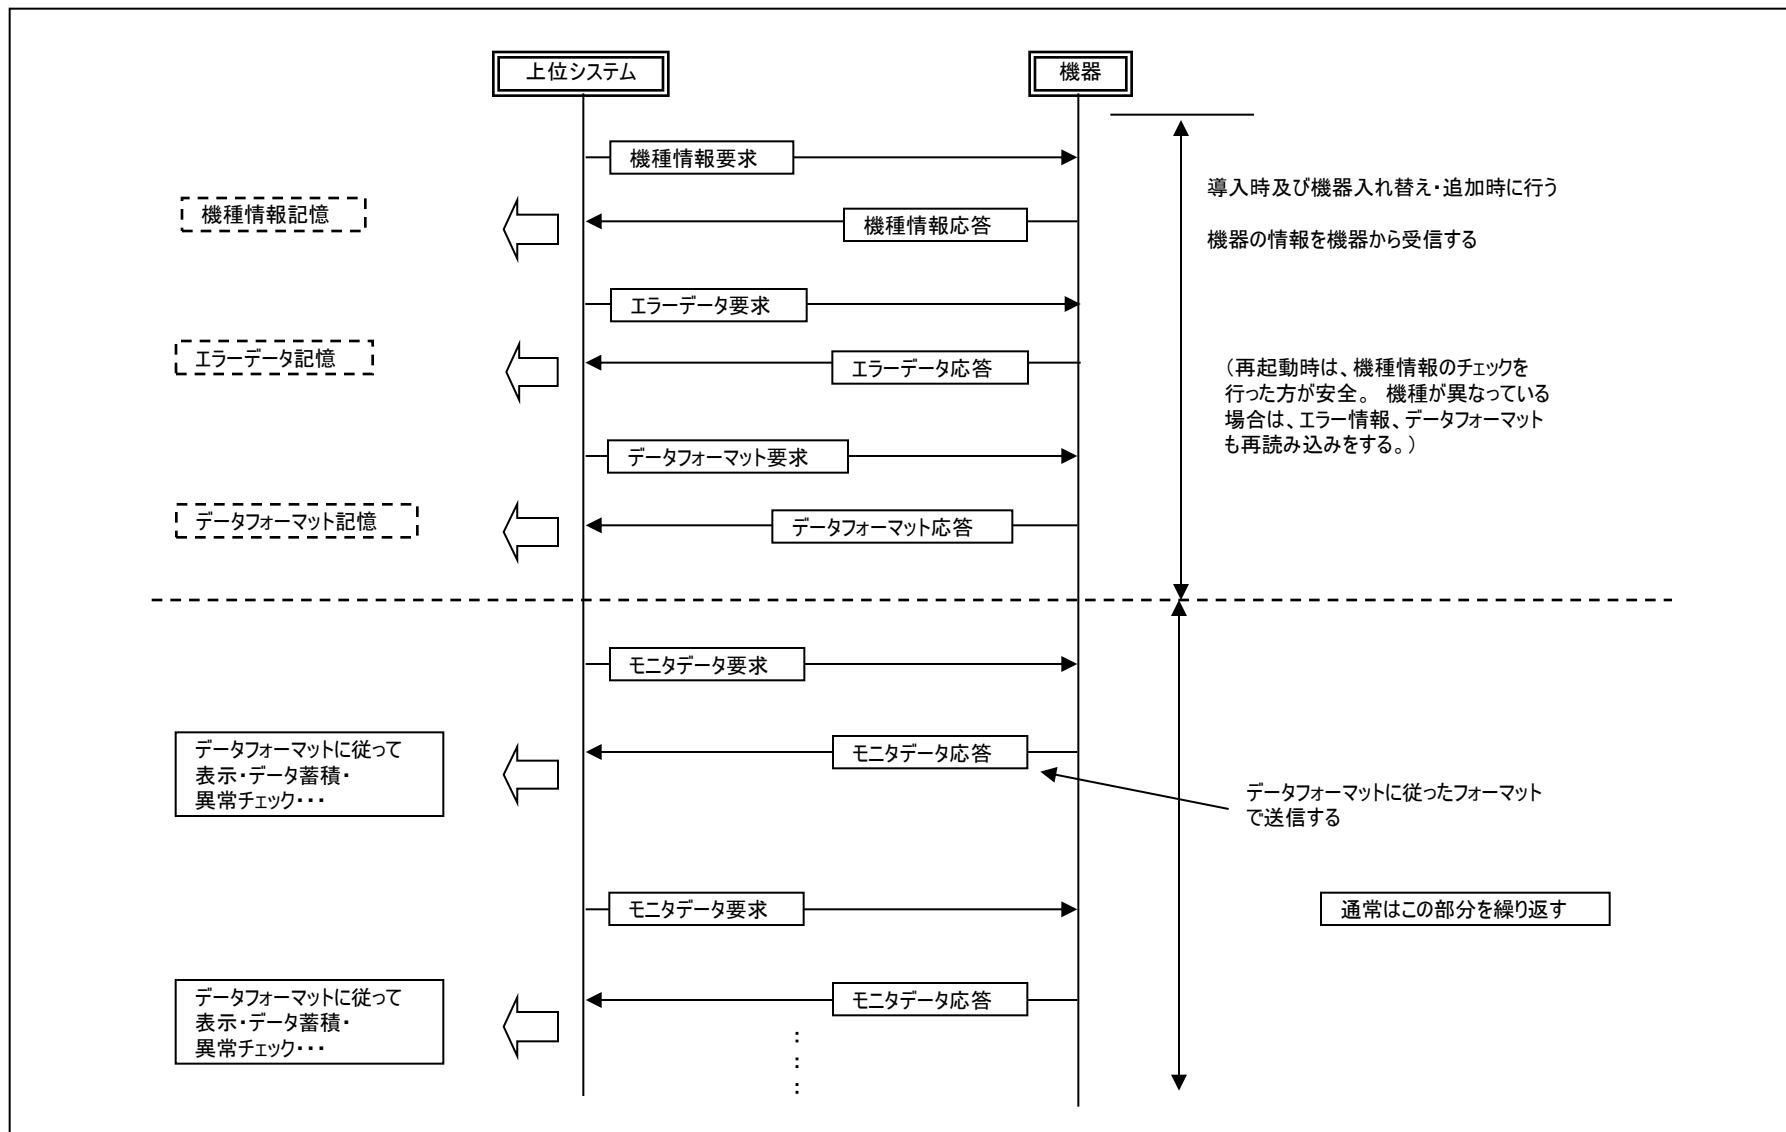 上位システム
機器
機種情報要求
導入時及び機器入れ替え・追加時に行う
機種情報記憶
機種情報応答
機器の情報を機器から受信する
エラーデータ要求
エラーデータ記憶
エラーデータ応答
(再起動時は、機種情報のチェックを
行った方が安全。 機種が異なっている
場合は、エラー情報、データフォーマット
も再読み込みをする。)
データフォーマット要求
データフォーマット記憶
データフォーマット応答
モニタデータ要求
データフォーマットに従って
表示・データ蓄積・
異常チェック・・・
モニタデータ応答
データフォーマットに従ったフォーマット
で送信する
モニタデータ要求
通常はこの部分を繰り返す
データフォーマットに従って
表示・データ蓄積・
異常チェック・・・
モニタデータ応答